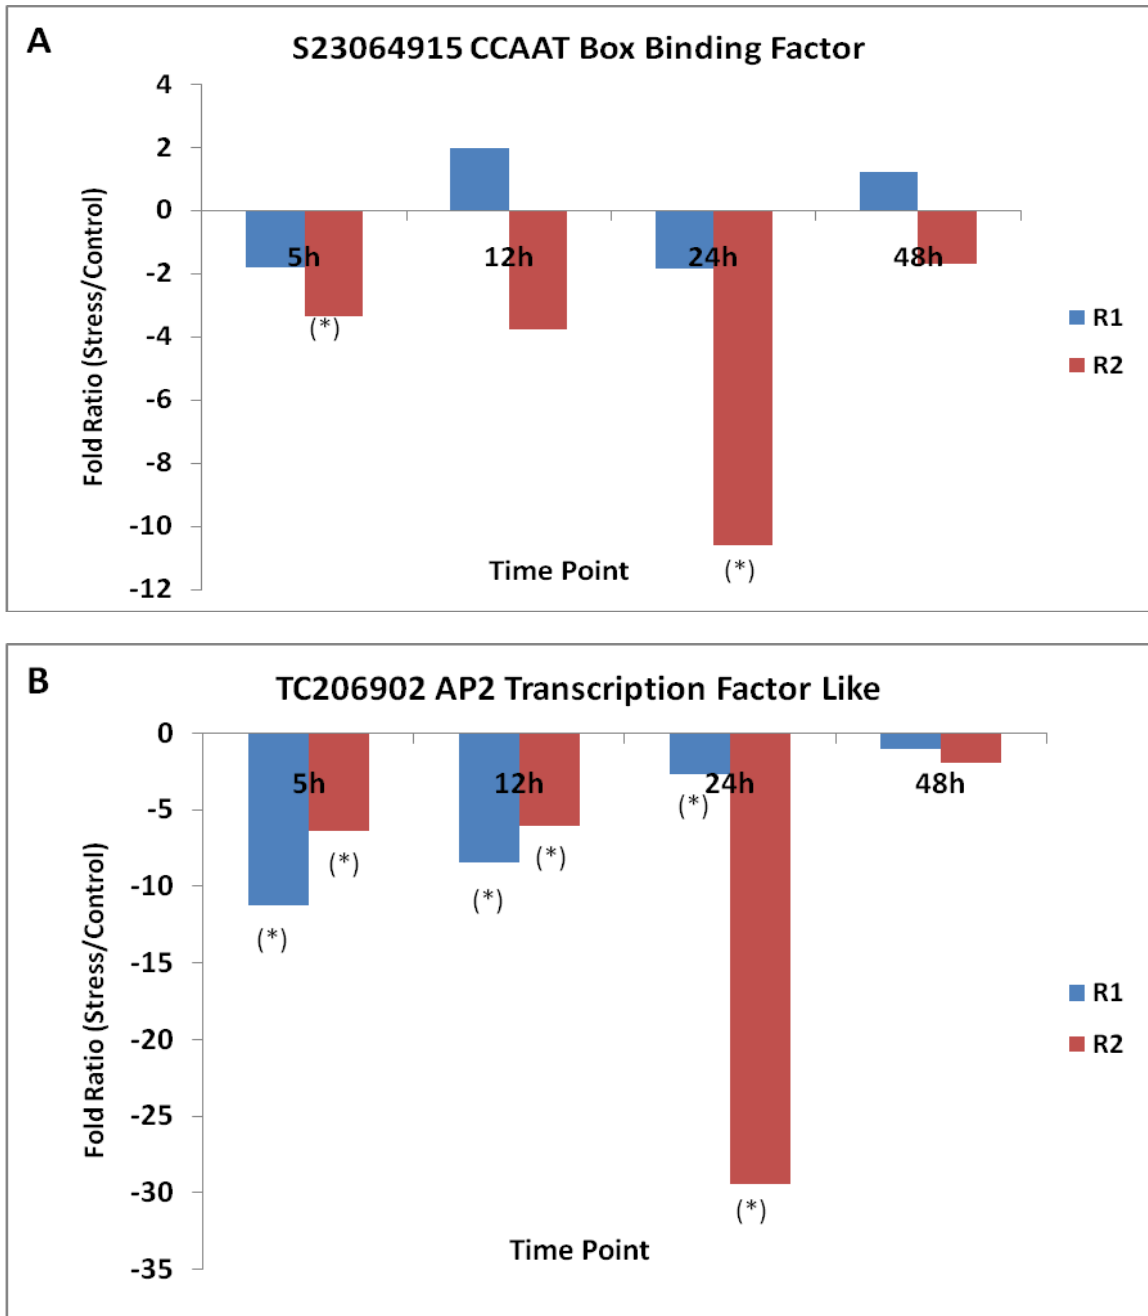 A
S23064915 CCAAT Box Binding Factor
4
2
0
-2
-4
-6
-8
-10
-12
Fold Ratio (Stress/Control)
5h
12h
24h
48h
(*)
(*)
Time Point
R1
R2
B
TC206902 AP2 Transcription Factor Like
0
-5
-10
-15
-20
-25
-30
-35
Fold Ratio (Stress/Control)
5h
12h
24h
48h
(*)
(*)
(*)
(*)
(*)
(*)
Time Point
R1
R2